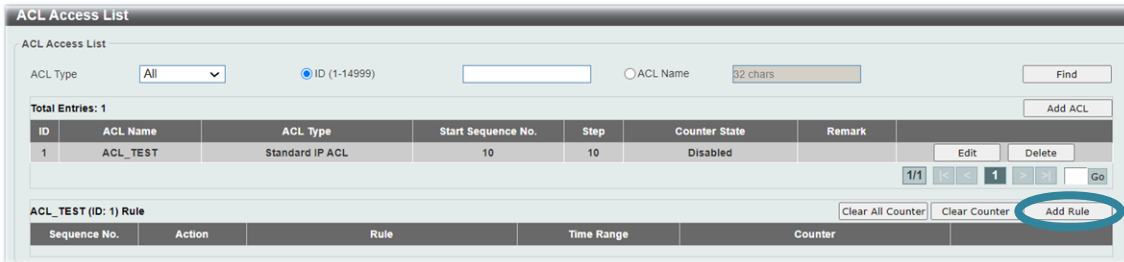 ACL Access List
ACL Access List
ACL Type All ID (1-14999) ACL Name 32 chars Find
Total Entries: 1 Add ACL
ID ACL Name ACL Type Start Sequence No. Step Counter State Remark
1 ACL_TEST Standard IP ACL 10 10 Disabled Edit Delete
1/1 |< < 1 > >| Go
ACL_TEST (ID: 1) Rule Clear All Counter Clear Counter Add Rule
Sequence No. Action Rule Time Range Counter